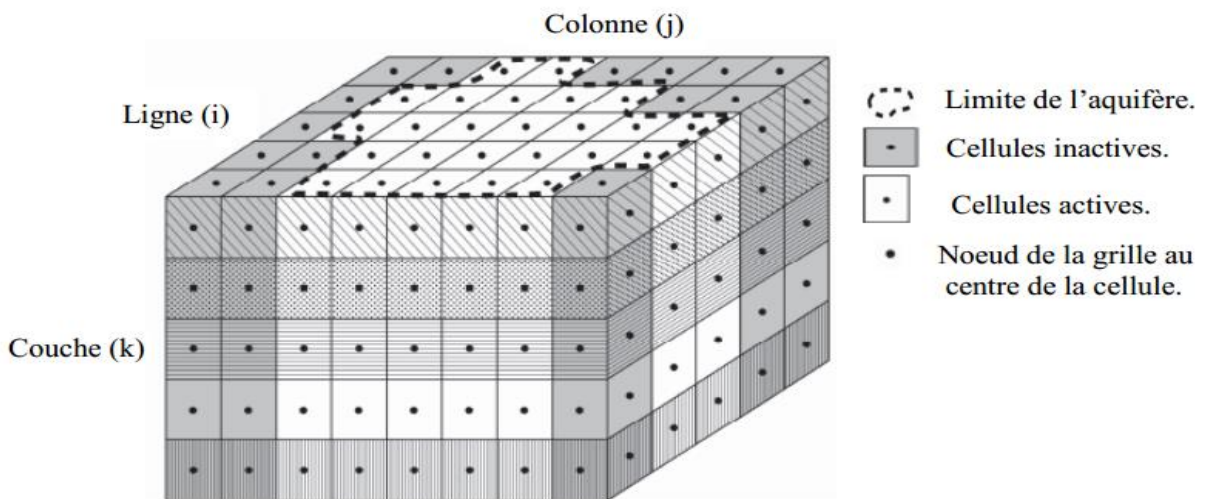 Colonne (j)
Ligne (i)
Couche (k)
Limite de l'aquifère.
Cellules inactives.
Cellules actives.
Noeud de la grille au
centre de la cellule.